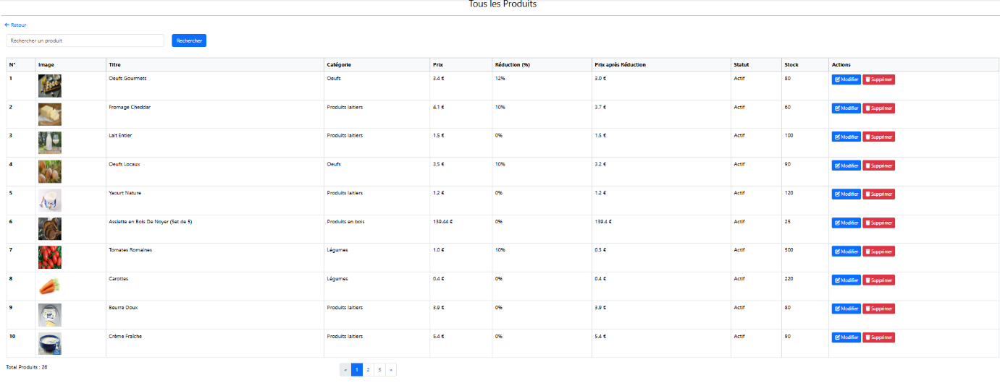 Tous les Produits
← Retour
Rechercher un produit Rechercher
N° Image Titre Catégorie Prix Réduction (%) Prix après Réduction Statut Stock Actions
1 Oeufs Gourmets Oeufs 3.4 € 12% 3.0 € Actif 80 Modifier Supprimer
2 Fromage Cheddar Produits laitiers 4.1 € 10% 3.7 € Actif 60 Modifier Supprimer
3 Lait Entier Produits laitiers 1.5 € 0% 1.5 € Actif 100 Modifier Supprimer
4 Oeufs Locaux Oeufs 3.5 € 10% 3.2 € Actif 90 Modifier Supprimer
5 Yaourt Nature Produits laitiers 1.2 € 0% 1.2 € Actif 120 Modifier Supprimer
6 Assiette en Bois De Noyer (Set de 5) Produits en bois 139.44 € 0% 139.4 € Actif 25 Modifier Supprimer
7 Tomates Romaines Légumes 1.0 € 10% 0.3 € Actif 500 Modifier Supprimer
8 Carottes Légumes 0.4 € 0% 0.4 € Actif 220 Modifier Supprimer
9 Beurre Doux Produits laitiers 3.9 € 0% 3.9 € Actif 80 Modifier Supprimer
10 Crème Fraîche Produits laitiers 5.4 € 0% 5.4 € Actif 90 Modifier Supprimer
Total Produits : 26 « 1 2 3 »